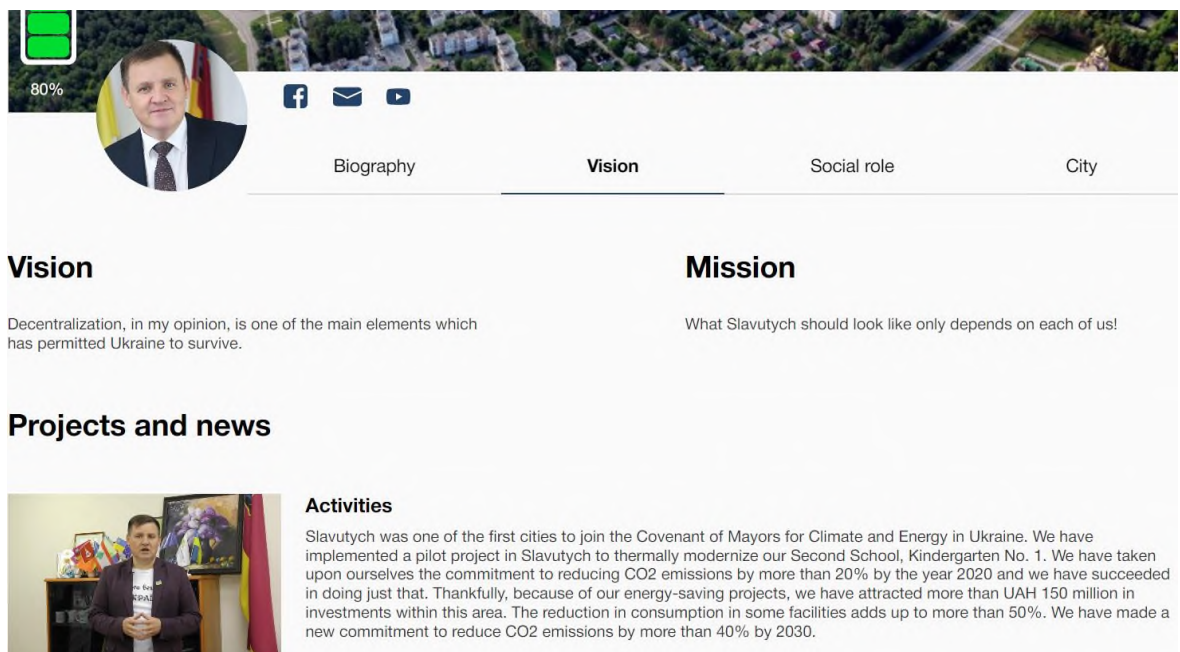 80%
Biography
Vision
Social role
City
Vision
Decentralization, in my opinion, is one of the main elements which
has permitted Ukraine to survive.
Mission
What Slavutych should look like only depends on each of us!
Projects and news
Activities
Slavutych was one of the first cities to join the Covenant of Mayors for Climate and Energy in Ukraine. We have
implemented a pilot project in Slavutych to thermally modernize our Second School, Kindergarten No. 1. We have taken
upon ourselves the commitment to reducing CO2 emissions by more than 20% by the year 2020 and we have succeeded
in doing just that. Thankfully, because of our energy-saving projects, we have attracted more than UAH 150 million in
investments within this area. The reduction in consumption in some facilities adds up to more than 50%. We have made a
new commitment to reduce CO2 emissions by more than 40% by 2030.